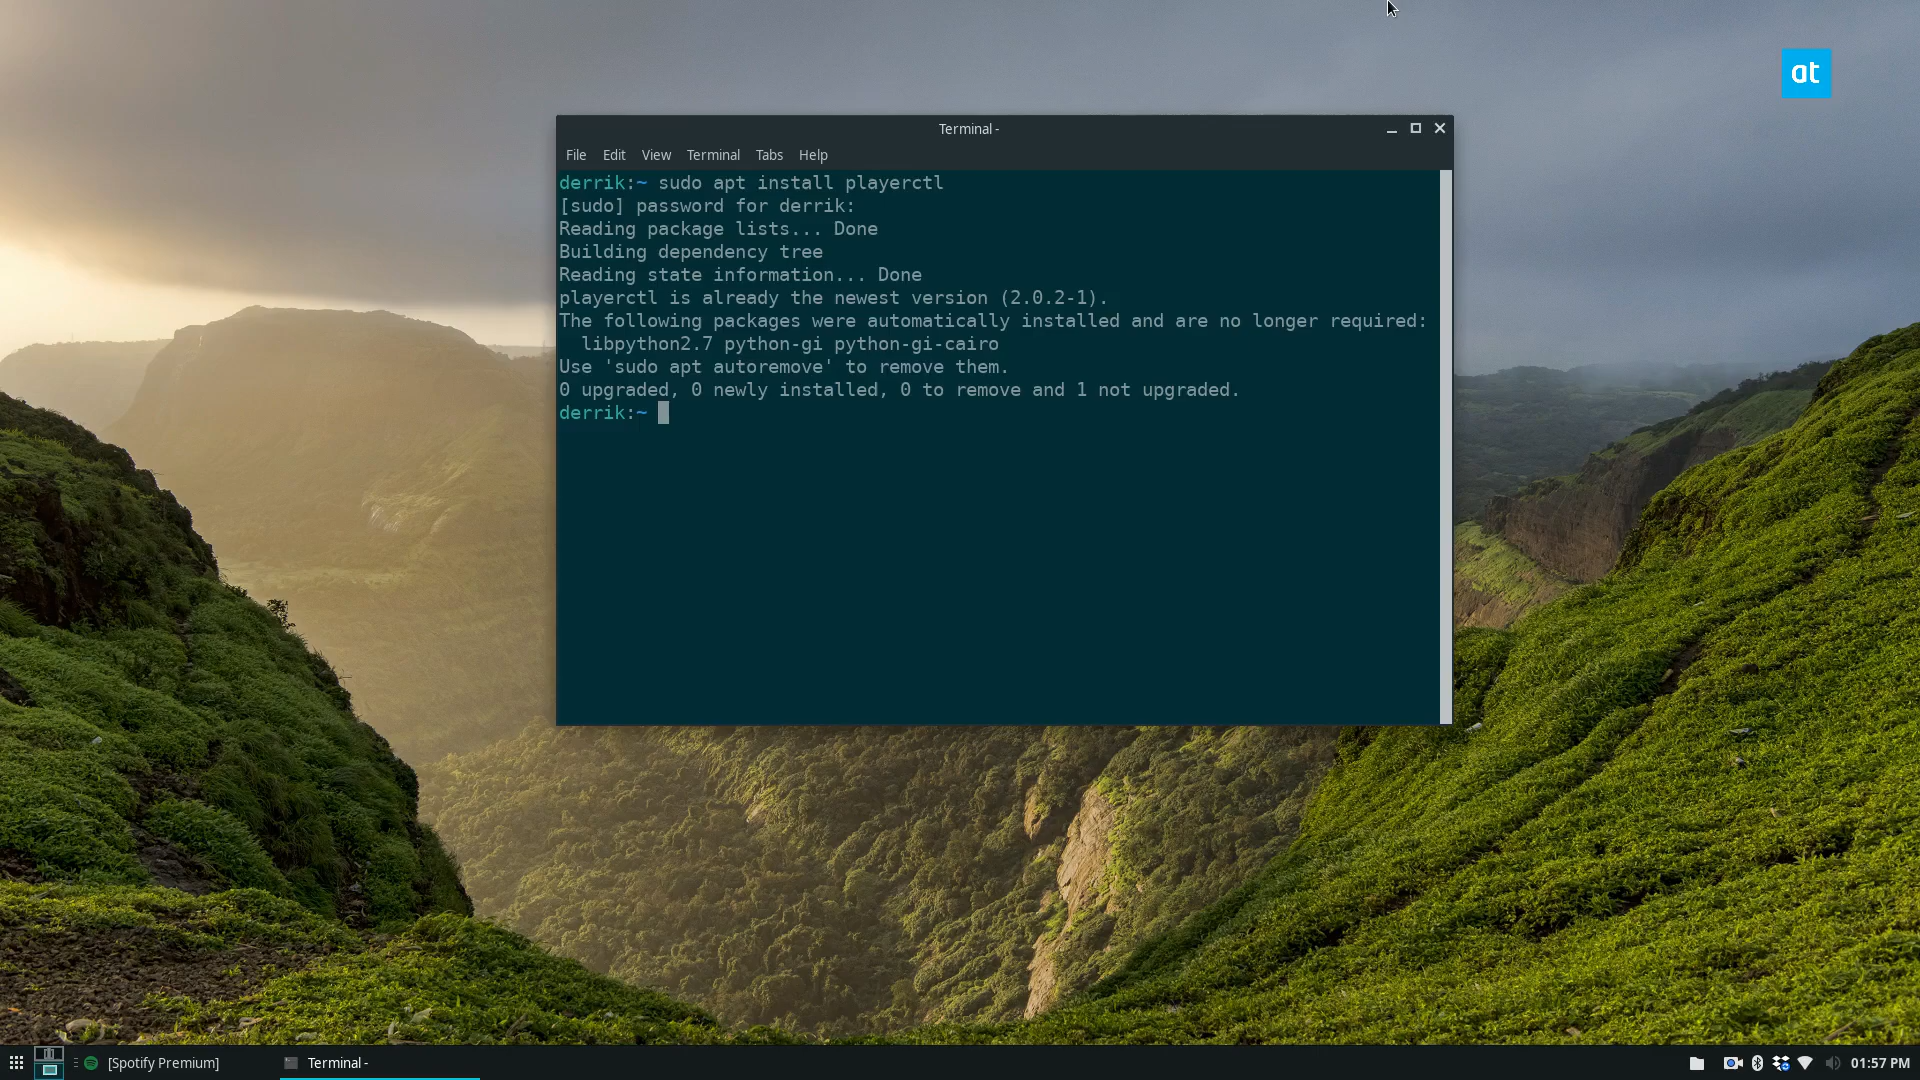 at
Terminal -
File Edit View Terminal Tabs Help
derrik:~ sudo apt install playerctl
[sudo] password for derrik:
Reading package lists... Done
Building dependency tree
Reading state information... Done
playerctl is already the newest version (2.0.2-1).
The following packages were automatically installed and are no longer required:
  libpython2.7 python-gi python-gi-cairo
Use 'sudo apt autoremove' to remove them.
0 upgraded, 0 newly installed, 0 to remove and 1 not upgraded.
derrik:~
[Spotify Premium] Terminal - 01:57 PM